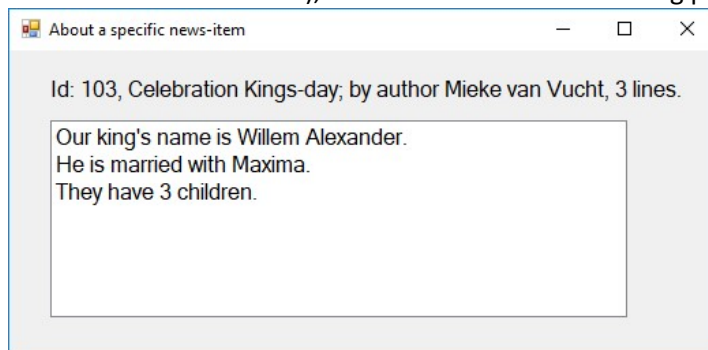 About a specific news-item
Id: 103, Celebration Kings-day; by author Mieke van Vucht, 3 lines.
Our king's name is Willem Alexander.
He is married with Maxima.
They have 3 children.